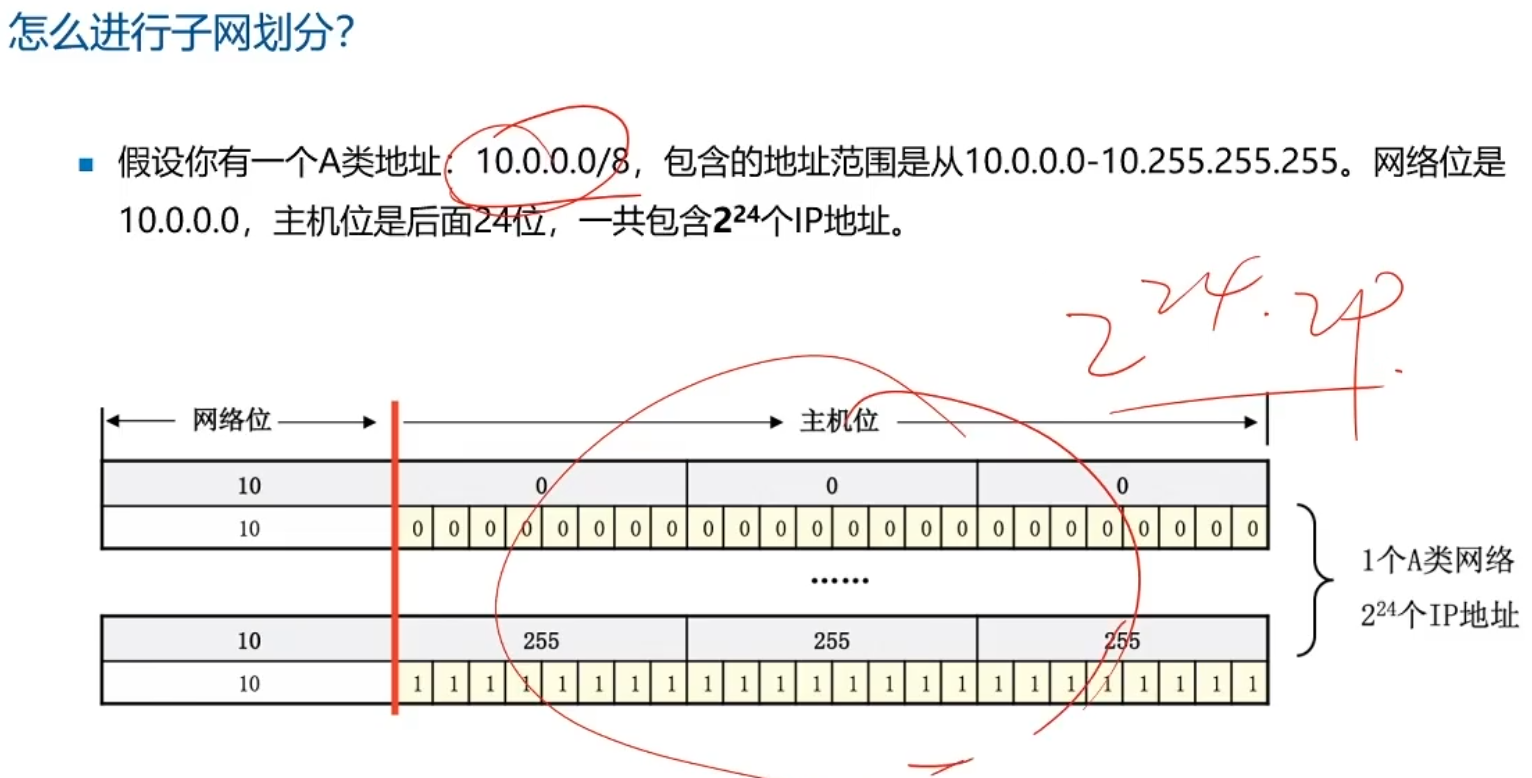 怎么进行子网划分?
■ 假设你有一个A类地址：10.0.0.0/8，包含的地址范围是从10.0.0.0-10.255.255.255。网络位是
10.0.0.0，主机位是后面24位，一共包含2²⁴个IP地址。
2²⁴
网络位 主机位
10 0 0 0
10 0 0 0 0 0 0 0 0 0 0 0 0 0 0 0 0 0 0 0 0 0 0 0 0
......
1个A类网络
2²⁴个IP地址
10 255 255 255
10 1 1 1 1 1 1 1 1 1 1 1 1 1 1 1 1 1 1 1 1 1 1 1 1